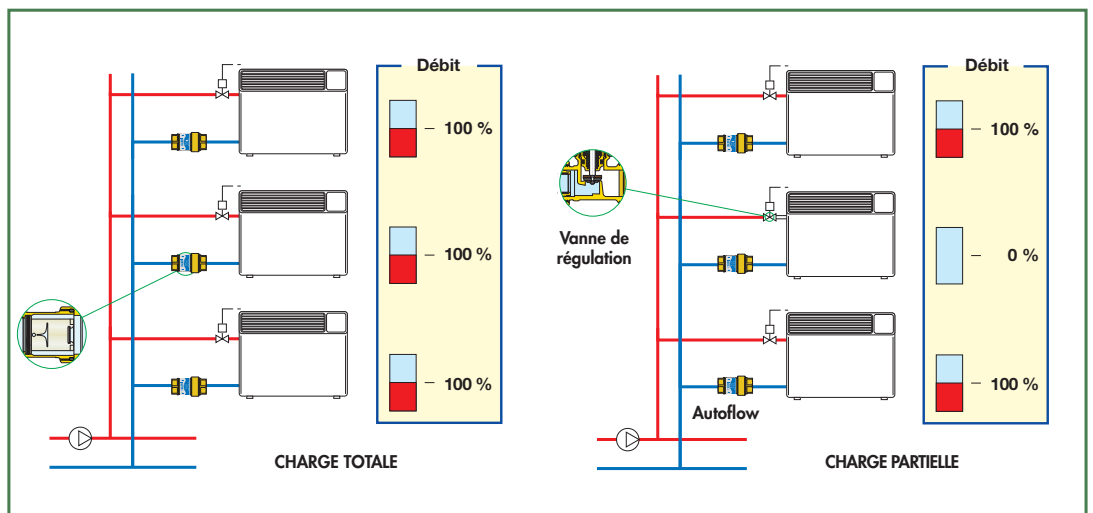 Débit
100 %
100 %
100 %
CHARGE TOTALE
Débit
100 %
Vanne de
régulation
0 %
100 %
Autoflow
CHARGE PARTIELLE